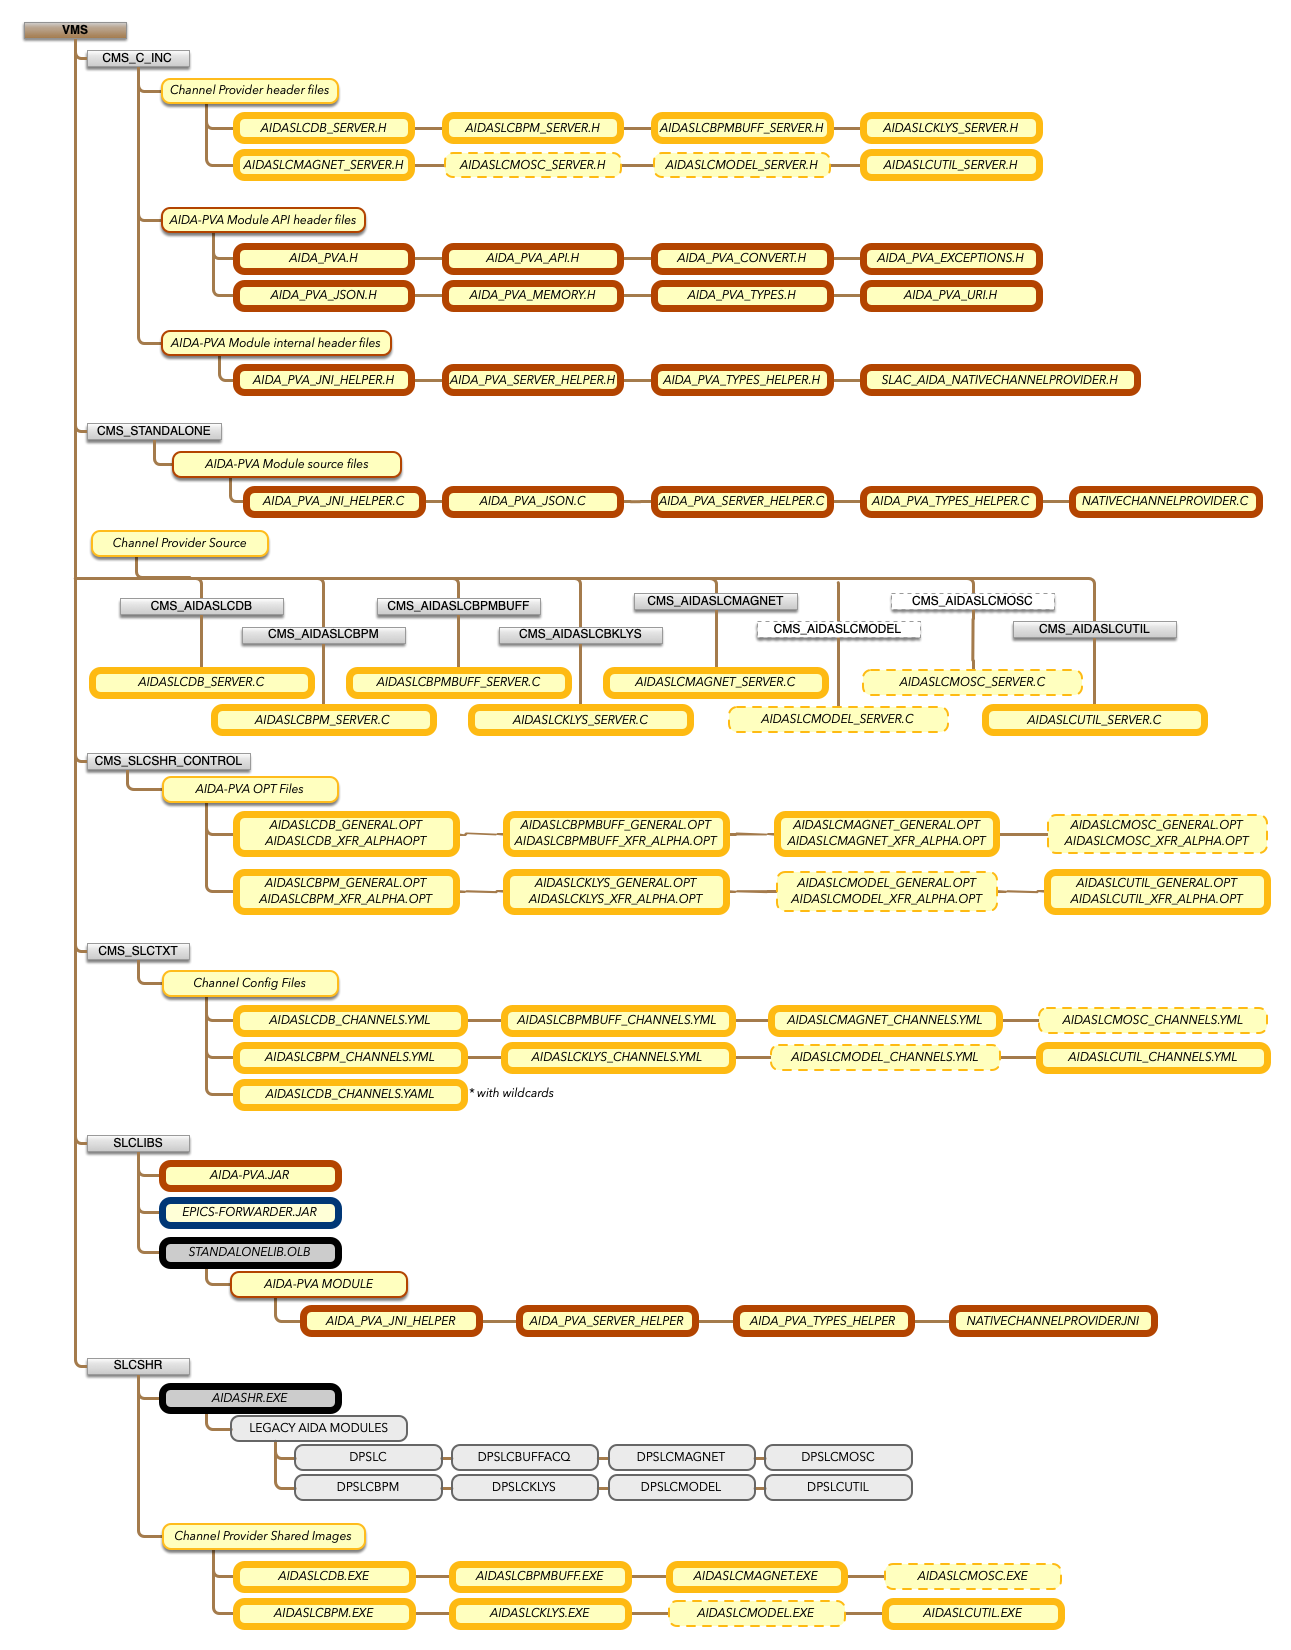 VMS
CMS_C_INC
Channel Provider header files
AIDASLCDB_SERVER.H
AIDASLCBPM_SERVER.H
AIDASLCBPMBUFF_SERVER.H
AIDASLCKLYS_SERVER.H
AIDASLCMAGNET_SERVER.H
AIDASLCMOSC_SERVER.H
AIDASLCMODEL_SERVER.H
AIDASLCUTIL_SERVER.H
AIDA-PVA Module API header files
AIDA_PVA.H
AIDA_PVA_API.H
AIDA_PVA_CONVERT.H
AIDA_PVA_EXCEPTIONS.H
AIDA_PVA_JSON.H
AIDA_PVA_MEMORY.H
AIDA_PVA_TYPES.H
AIDA_PVA_URI.H
AIDA-PVA Module internal header files
AIDA_PVA_JNI_HELPER.H
AIDA_PVA_SERVER_HELPER.H
AIDA_PVA_TYPES_HELPER.H
SLAC_AIDA_NATIVECHANNELPROVIDER.H
CMS_STANDALONE
AIDA-PVA Module source files
AIDA_PVA_JNI_HELPER.C
AIDA_PVA_JSON.C
AIDA_PVA_SERVER_HELPER.C
AIDA_PVA_TYPES_HELPER.C
NATIVECHANNELPROVIDER.C
Channel Provider Source
CMS_AIDASLCDB
CMS_AIDASLCBPMBUFF
CMS_AIDASLCMAGNET
CMS_AIDASLCMOSC
CMS_AIDASLCBPM
CMS_AIDASLCBKLYS
CMS_AIDASLCMODEL
CMS_AIDASLCUTIL
AIDASLCDB_SERVER.C
AIDASLCBPMBUFF_SERVER.C
AIDASLCMAGNET_SERVER.C
AIDASLCMOSC_SERVER.C
AIDASLCBPM_SERVER.C
AIDASLCKLYS_SERVER.C
AIDASLCMODEL_SERVER.C
AIDASLCUTIL_SERVER.C
CMS_SLCSHR_CONTROL
AIDA-PVA OPT Files
AIDASLCDB_GENERAL.OPT
AIDASLCDB_XFR_ALPHAOPT
AIDASLCBPMBUFF_GENERAL.OPT
AIDASLCBPMBUFF_XFR_ALPHA.OPT
AIDASLCMAGNET_GENERAL.OPT
AIDASLCMAGNET_XFR_ALPHA.OPT
AIDASLCMOSC_GENERAL.OPT
AIDASLCMOSC_XFR_ALPHA.OPT
AIDASLCBPM_GENERAL.OPT
AIDASLCBPM_XFR_ALPHA.OPT
AIDASLCKLYS_GENERAL.OPT
AIDASLCKLYS_XFR_ALPHA.OPT
AIDASLCMODEL_GENERAL.OPT
AIDASLCMODEL_XFR_ALPHA.OPT
AIDASLCUTIL_GENERAL.OPT
AIDASLCUTIL_XFR_ALPHA.OPT
CMS_SLCTXT
Channel Config Files
AIDASLCDB_CHANNELS.YML
AIDASLCBPMBUFF_CHANNELS.YML
AIDASLCMAGNET_CHANNELS.YML
AIDASLCMOSC_CHANNELS.YML
AIDASLCBPM_CHANNELS.YML
AIDASLCKLYS_CHANNELS.YML
AIDASLCMODEL_CHANNELS.YML
AIDASLCUTIL_CHANNELS.YML
AIDASLCDB_CHANNELS.YAML
* with wildcards
SLCLIBS
AIDA-PVA.JAR
EPICS-FORWARDER.JAR
STANDALONELIB.OLB
AIDA-PVA MODULE
AIDA_PVA_JNI_HELPER
AIDA_PVA_SERVER_HELPER
AIDA_PVA_TYPES_HELPER
NATIVECHANNELPROVIDERJNI
SLCSHR
AIDASHR.EXE
LEGACY AIDA MODULES
DPSLC
DPSLCBUFFACQ
DPSLCMAGNET
DPSLCMOSC
DPSLCBPM
DPSLCKLYS
DPSLCMODEL
DPSLCUTIL
Channel Provider Shared Images
AIDASLCDB.EXE
AIDASLCBPMBUFF.EXE
AIDASLCMAGNET.EXE
AIDASLCMOSC.EXE
AIDASLCBPM.EXE
AIDASLCKLYS.EXE
AIDASLCMODEL.EXE
AIDASLCUTIL.EXE